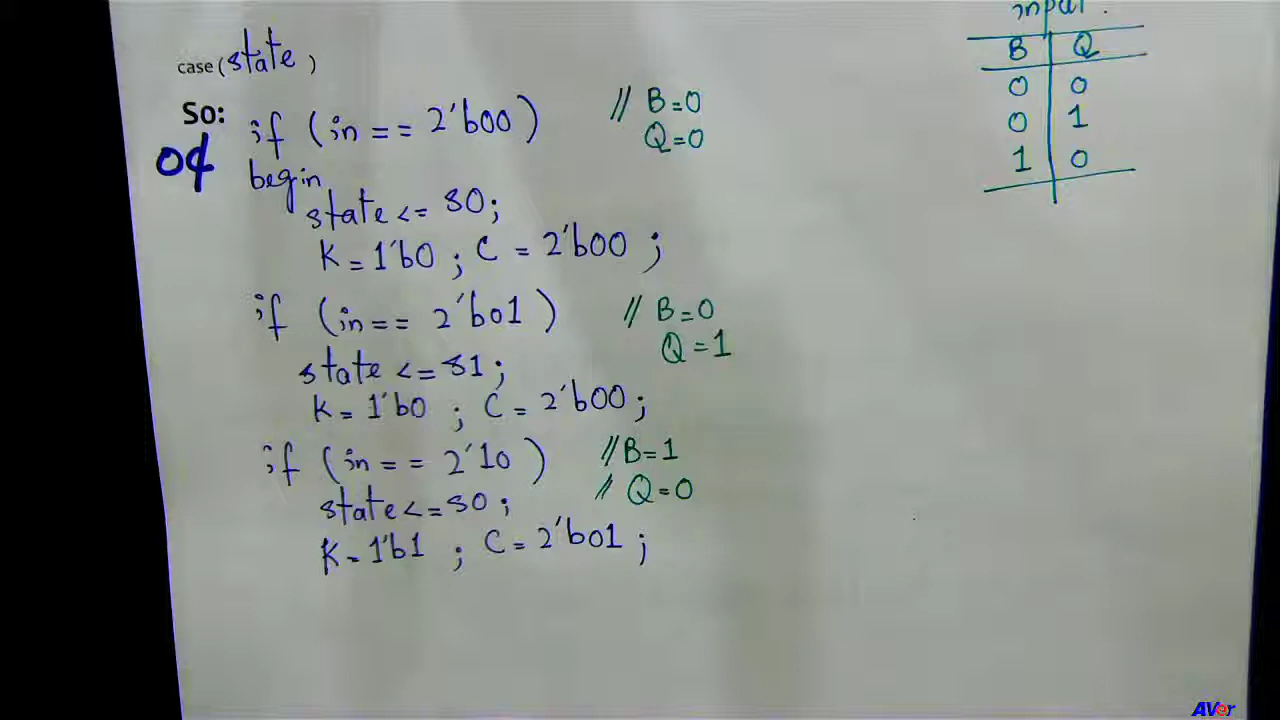 case (state )
So:
0¢ if (in == 2'b00) // B=0
Q=0
begin
state <= S0;
K=1'b0 ; C = 2'b00 ;
if (in== 2'b01 ) // B=0
Q=1
state <= S1 ;
K=1'b0 ; C = 2'b00 ;
if (in == 2'10 ) // B=1
// Q=0
state <= S0 ;
K=1'b1 ; C = 2'b01 ;
input .
B Q
0 0
0 1
1 0
AVer